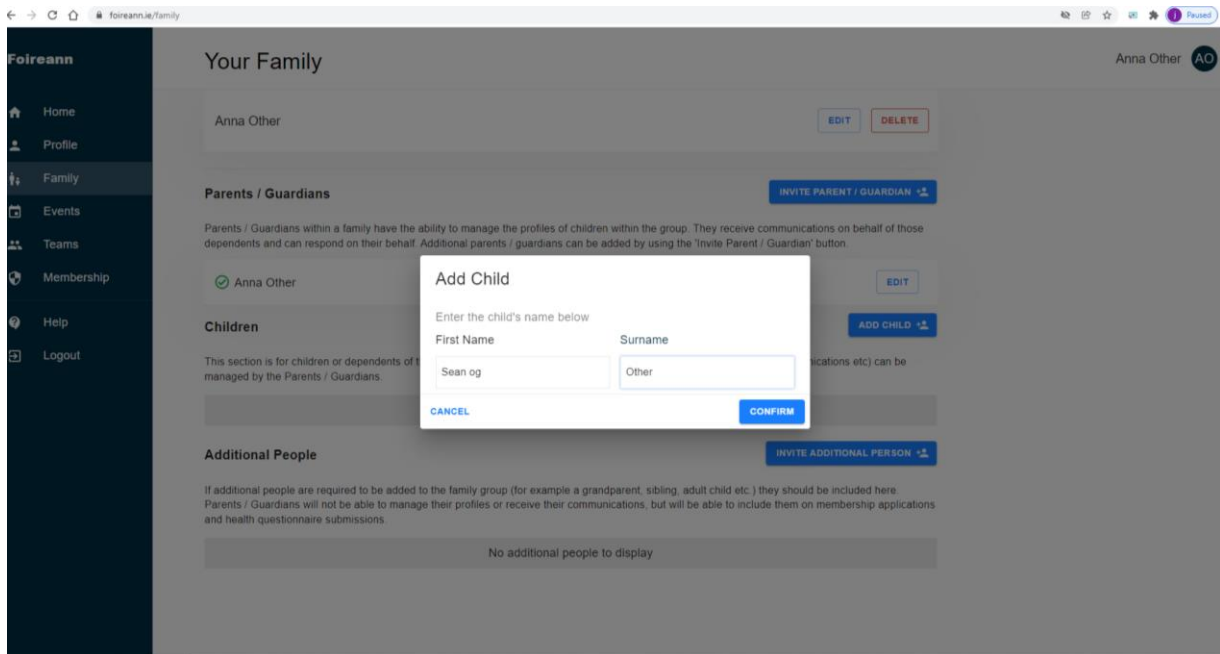 foireann.ie/family
Paused
Foireann
Your Family
Anna Other
AO
Home
Profile
Family
Events
Teams
Membership
Help
Logout
Anna Other
EDIT
DELETE
Parents / Guardians
INVITE PARENT / GUARDIAN
Parents / Guardians within a family have the ability to manage the profiles of children within the group. They receive communications on behalf of those
dependents and can respond on their behalf. Additional parents / guardians can be added by using the 'Invite Parent / Guardian' button.
Anna Other
EDIT
Children
ADD CHILD
This section is for children or dependents of
ications etc) can be
managed by the Parents / Guardians.
Add Child
Enter the child's name below
First Name
Surname
Sean og
Other
CANCEL
CONFIRM
Additional People
INVITE ADDITIONAL PERSON
If additional people are required to be added to the family group (for example a grandparent, sibling, adult child etc.) they should be included here.
Parents / Guardians will not be able to manage their profiles or receive their communications, but will be able to include them on membership applications
and health questionnaire submissions.
No additional people to display